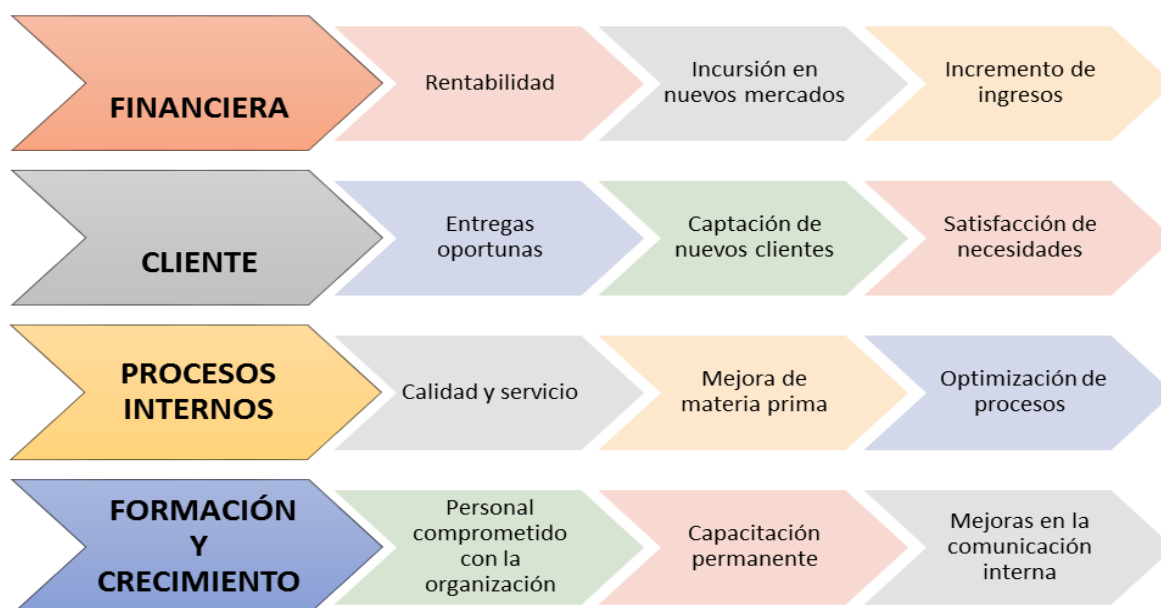 FINANCIERA
Rentabilidad
Incursión en
nuevos mercados
Incremento de
ingresos
CLIENTE
Entregas
oportunas
Captación de
nuevos clientes
Satisfacción de
necesidades
PROCESOS
INTERNOS
Calidad y servicio
Mejora de
materia prima
Optimización de
procesos
FORMACIÓN
Y
CRECIMIENTO
Personal
comprometido
con la
organización
Capacitación
permanente
Mejoras en la
comunicación
interna